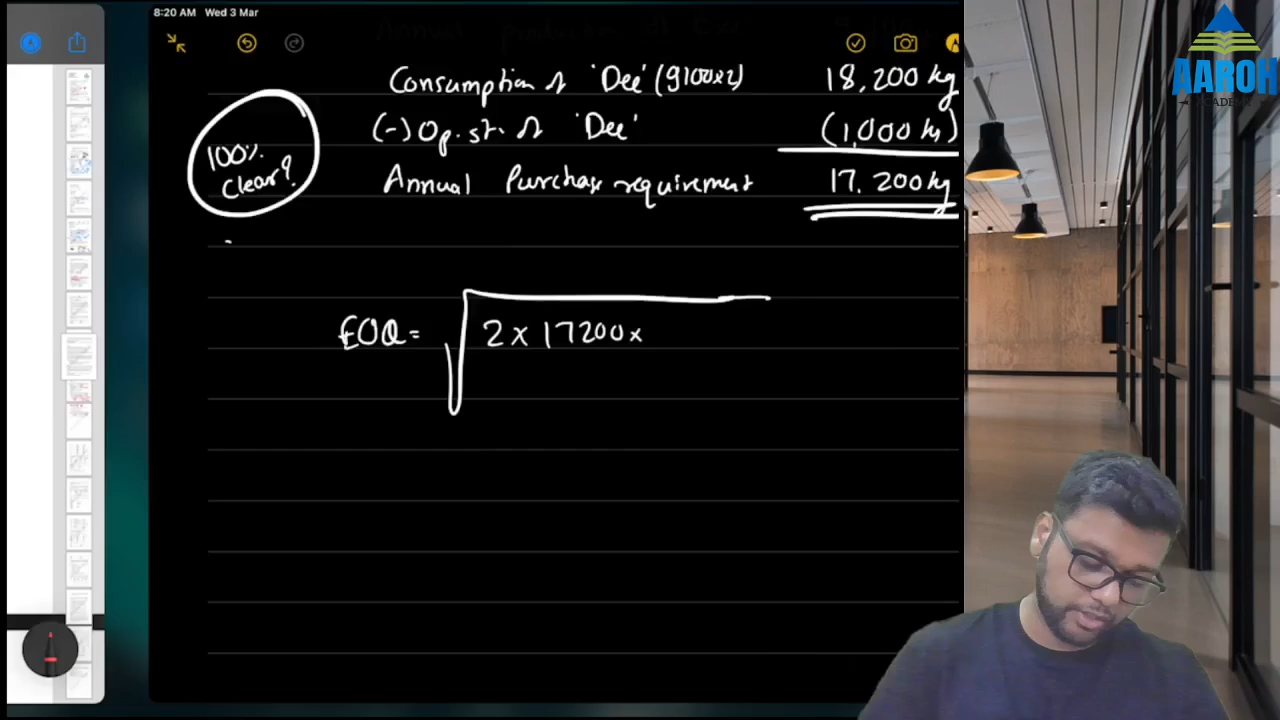 8:20 AM Wed 3 Mar
Consumption of 'Dee' (9100x2) 18,200 kg
(-) Op. st. of 'Dee' (1,000 kg)
Annual Purchase requirement 17,200 kg
100% clear?
EOQ = √ 2 x 17200 x
AAROH
ACADEMY